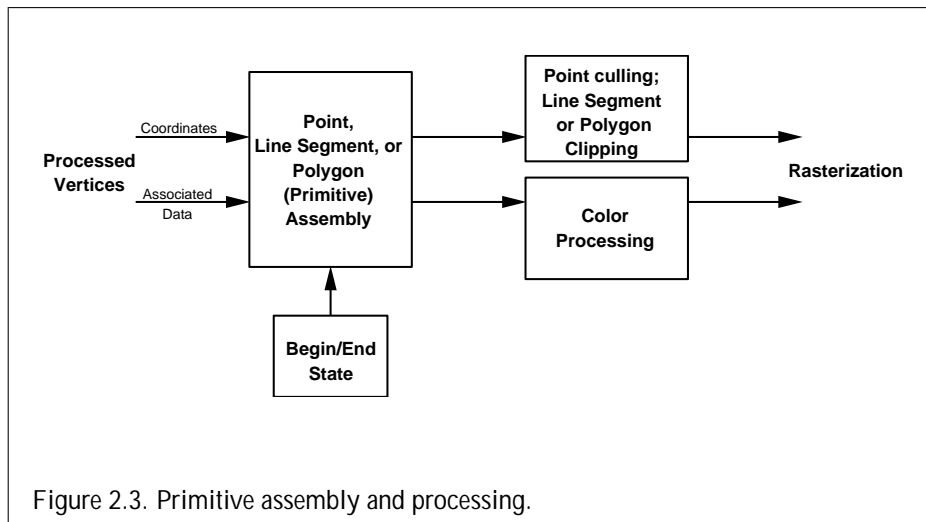 Processed
Vertices
Coordinates
Associated
Data
Point,
Line Segment, or
Polygon
(Primitive)
Assembly
Begin/End
State
Point culling;
Line Segment
or Polygon
Clipping
Color
Processing
Rasterization
Figure 2.3. Primitive assembly and processing.